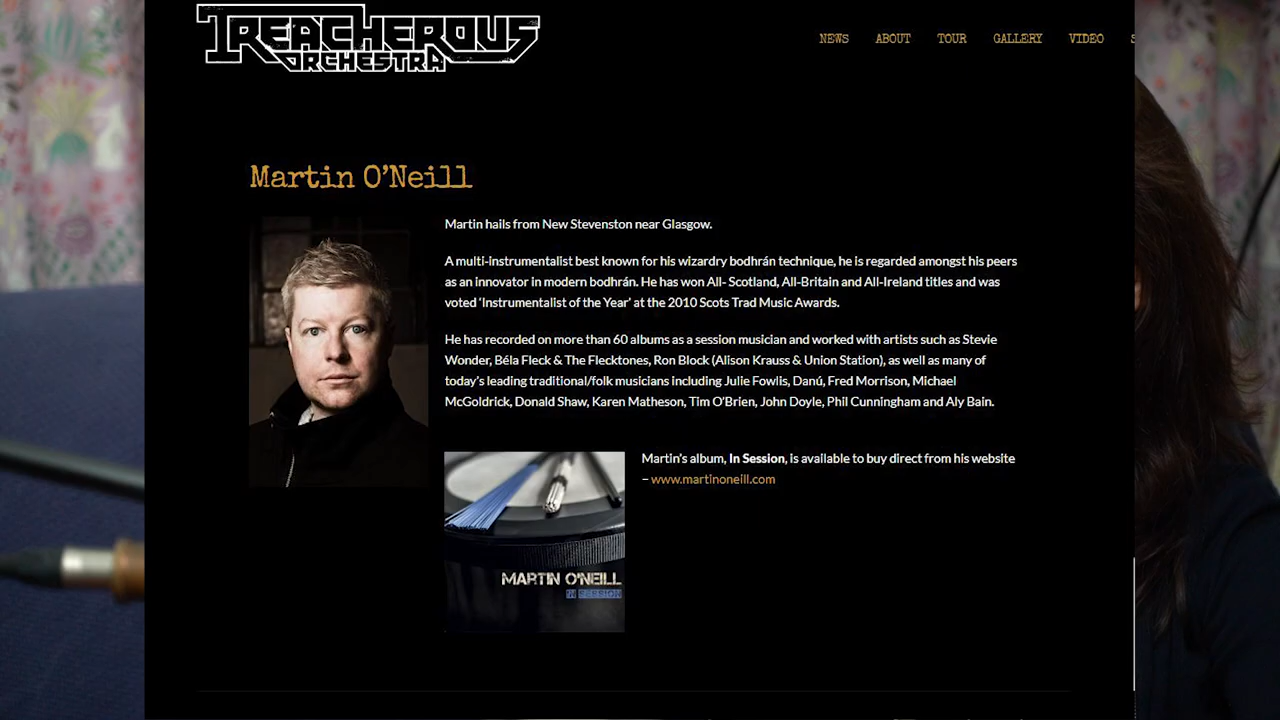 TREACHEROUS
ORCHESTRA
NEWS ABOUT TOUR GALLERY VIDEO S
Martin O’Neill
Martin hails from New Stevenston near Glasgow.
A multi-instrumentalist best known for his wizardry bodhrán technique, he is regarded amongst his peers
as an innovator in modern bodhrán. He has won All- Scotland, All-Britain and All-Ireland titles and was
voted ‘Instrumentalist of the Year’ at the 2010 Scots Trad Music Awards.
He has recorded on more than 60 albums as a session musician and worked with artists such as Stevie
Wonder, Béla Fleck & The Flecktones, Ron Block (Alison Krauss & Union Station), as well as many of
today’s leading traditional/folk musicians including Julie Fowlis, Danú, Fred Morrison, Michael
McGoldrick, Donald Shaw, Karen Matheson, Tim O’Brien, John Doyle, Phil Cunningham and Aly Bain.
Martin’s album, In Session, is available to buy direct from his website
– www.martinoneill.com
MARTIN O'NEILL
IN SESSION